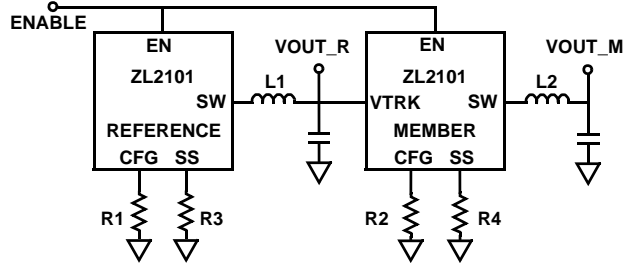 ENABLE
EN
ZL2101
SW
REFERENCE
CFG SS
R1
R3
L1
VOUT_R
EN
ZL2101
VTRK
SW
MEMBER
CFG SS
R2
R4
L2
VOUT_M